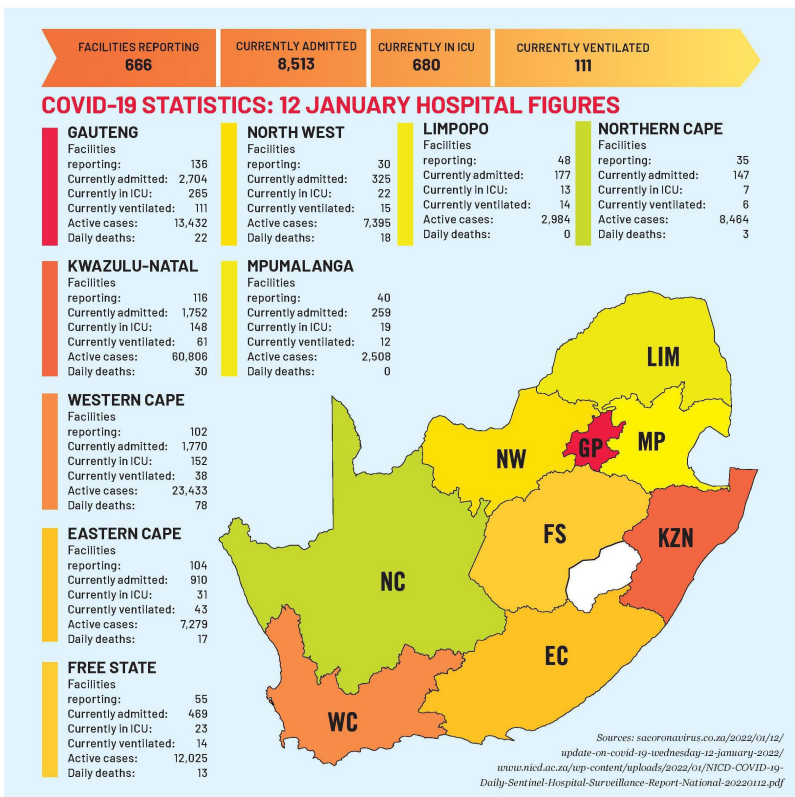 FACILITIES REPORTING
666
CURRENTLY ADMITTED
8,513
CURRENTLY IN ICU
680
CURRENTLY VENTILATED
111
COVID-19 STATISTICS: 12 JANUARY HOSPITAL FIGURES
GAUTENG
Facilities
reporting: 136
Currently admitted: 2,704
Currently in ICU: 265
Currently ventilated: 111
Active cases: 13,432
Daily deaths: 22
NORTH WEST
Facilities
reporting: 30
Currently admitted: 325
Currently in ICU: 22
Currently ventilated: 15
Active cases: 7,395
Daily deaths: 18
LIMPOPO
Facilities
reporting: 48
Currently admitted: 177
Currently in ICU: 13
Currently ventilated: 14
Active cases: 2,984
Daily deaths: 0
NORTHERN CAPE
Facilities
reporting: 35
Currently admitted: 147
Currently in ICU: 7
Currently ventilated: 6
Active cases: 8,464
Daily deaths: 3
KWAZULU-NATAL
Facilities
reporting: 116
Currently admitted: 1,752
Currently in ICU: 148
Currently ventilated: 61
Active cases: 60,806
Daily deaths: 30
MPUMALANGA
Facilities
reporting: 40
Currently admitted: 259
Currently in ICU: 19
Currently ventilated: 12
Active cases: 2,508
Daily deaths: 0
WESTERN CAPE
Facilities
reporting: 102
Currently admitted: 1,770
Currently in ICU: 152
Currently ventilated: 38
Active cases: 23,433
Daily deaths: 78
EASTERN CAPE
Facilities
reporting: 104
Currently admitted: 910
Currently in ICU: 31
Currently ventilated: 43
Active cases: 7,279
Daily deaths: 17
FREE STATE
Facilities
reporting: 55
Currently admitted: 469
Currently in ICU: 23
Currently ventilated: 14
Active cases: 12,025
Daily deaths: 13
LIM
NW
GP
MP
FS
KZN
NC
EC
WC
Sources: sacoronavirus.co.za/2022/01/12/
update-on-covid-19-wednesday-12-january-2022/
www.nicd.ac.za/wp-content/uploads/2022/01/NICD-COVID-19-
Daily-Sentinel-Hospital-Surveillance-Report-National-20220112.pdf